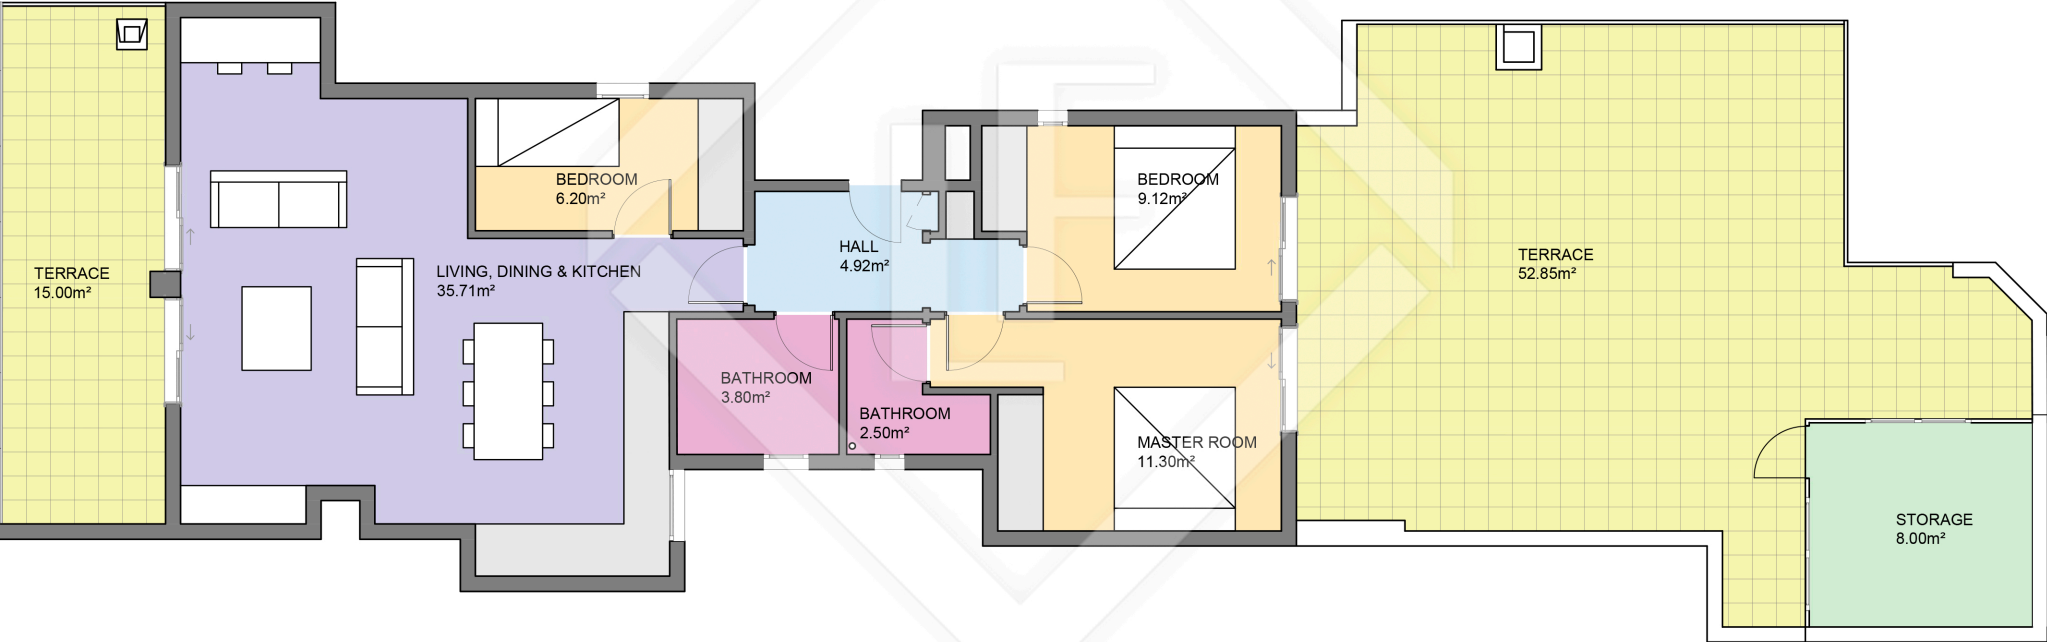 TERRACE
15.00m²
LIVING, DINING & KITCHEN
35.71m²
BEDROOM
6.20m²
HALL
4.92m²
BATHROOM
3.80m²
BATHROOM
2.50m²
BEDROOM
9.12m²
MASTER ROOM
11.30m²
TERRACE
52.85m²
STORAGE
8.00m²